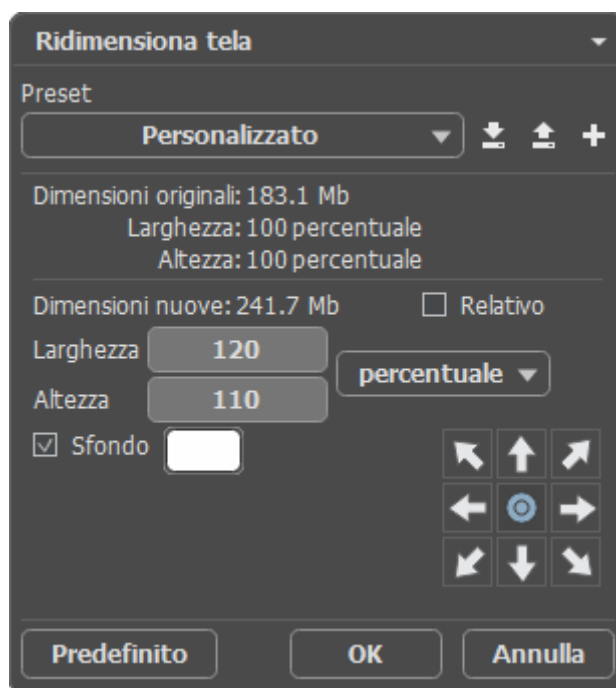 Ridimensiona tela
Preset
Personalizzato
Dimensioni originali: 183.1 Mb
Larghezza: 100 percentuale
Altezza: 100 percentuale
Dimensioni nuove: 241.7 Mb Relativo
Larghezza 120
percentuale
Altezza 110
Sfondo
Predefinito OK Annulla